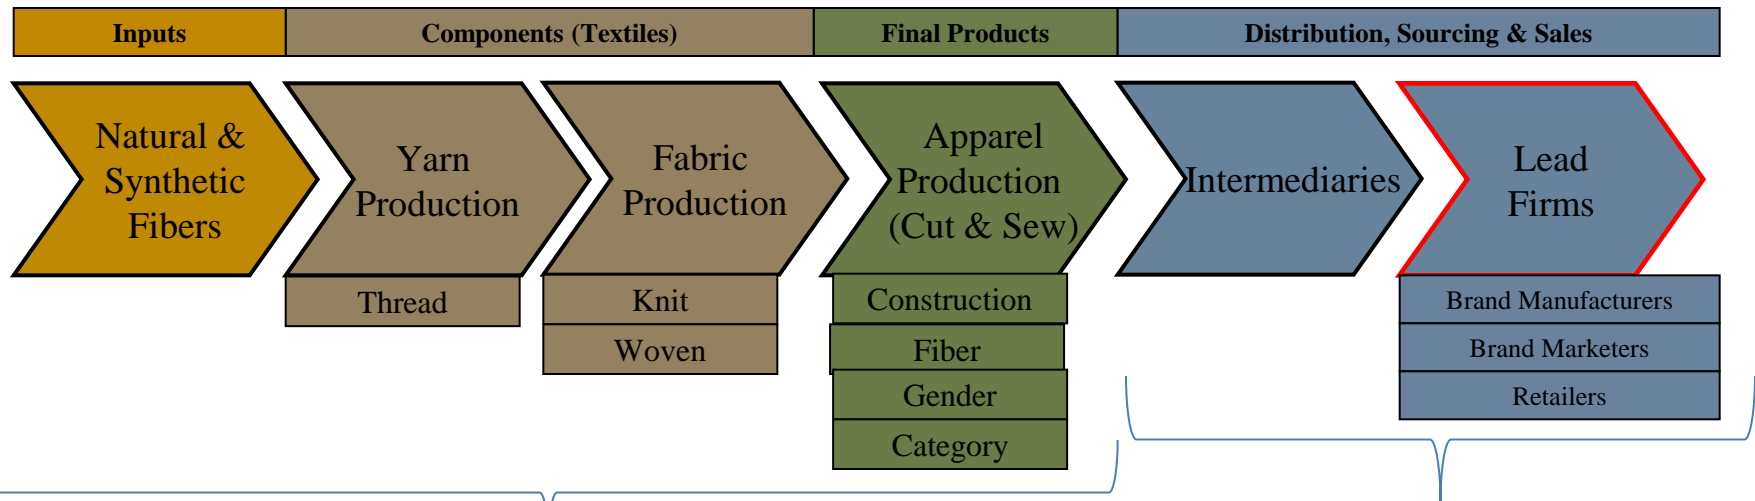 Inputs
Components (Textiles)
Final Products
Distribution, Sourcing & Sales
Natural &
Synthetic
Fibers
Yarn
Production
Fabric
Production
Apparel
Production
(Cut & Sew)
Intermediaries
Lead
Firms
Thread
Knit
Woven
Construction
Fiber
Gender
Category
Brand Manufacturers
Brand Marketers
Retailers